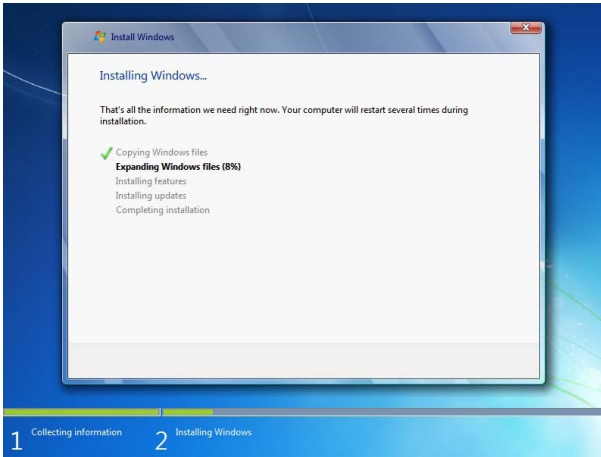 Install Windows
Installing Windows...
That's all the information we need right now. Your computer will restart several times during
installation.
Copying Windows files
Expanding Windows files (8%)
Installing features
Installing updates
Completing installation
1 Collecting information 2 Installing Windows